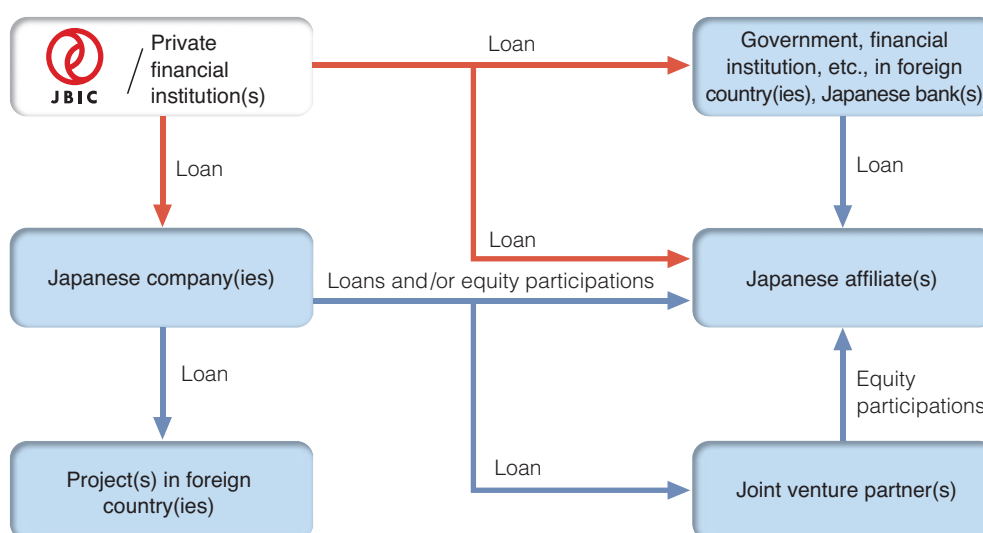 JBIC
Private
financial
institution(s)
Loan
Government, financial
institution, etc., in foreign
country(ies), Japanese bank(s)
Loan
Loan
Loan
Japanese company(ies)
Loans and/or equity participations
Japanese affiliate(s)
Loan
Equity
participations
Project(s) in foreign
country(ies)
Loan
Joint venture partner(s)